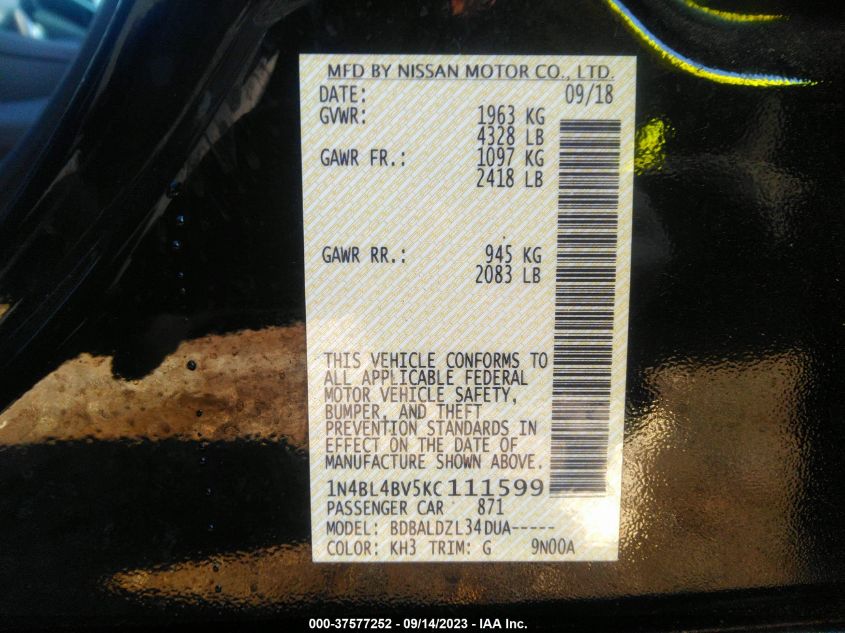 MFD BY NISSAN MOTOR CO., LTD.
DATE: 09/18
GVWR: 1963 KG
4328 LB
GAWR FR.: 1097 KG
2418 LB
GAWR RR.: 945 KG
2083 LB
THIS VEHICLE CONFORMS TO
ALL APPLICABLE FEDERAL
MOTOR VEHICLE SAFETY,
BUMPER, AND THEFT
PREVENTION STANDARDS IN
EFFECT ON THE DATE OF
MANUFACTURE SHOWN ABOVE.
1N4BL4BV5KC111599
PASSENGER CAR 871
MODEL: BDBALDZL34DUA-----
COLOR: KH3 TRIM: G 9N00A
000-37577252 - 09/14/2023 - IAA Inc.